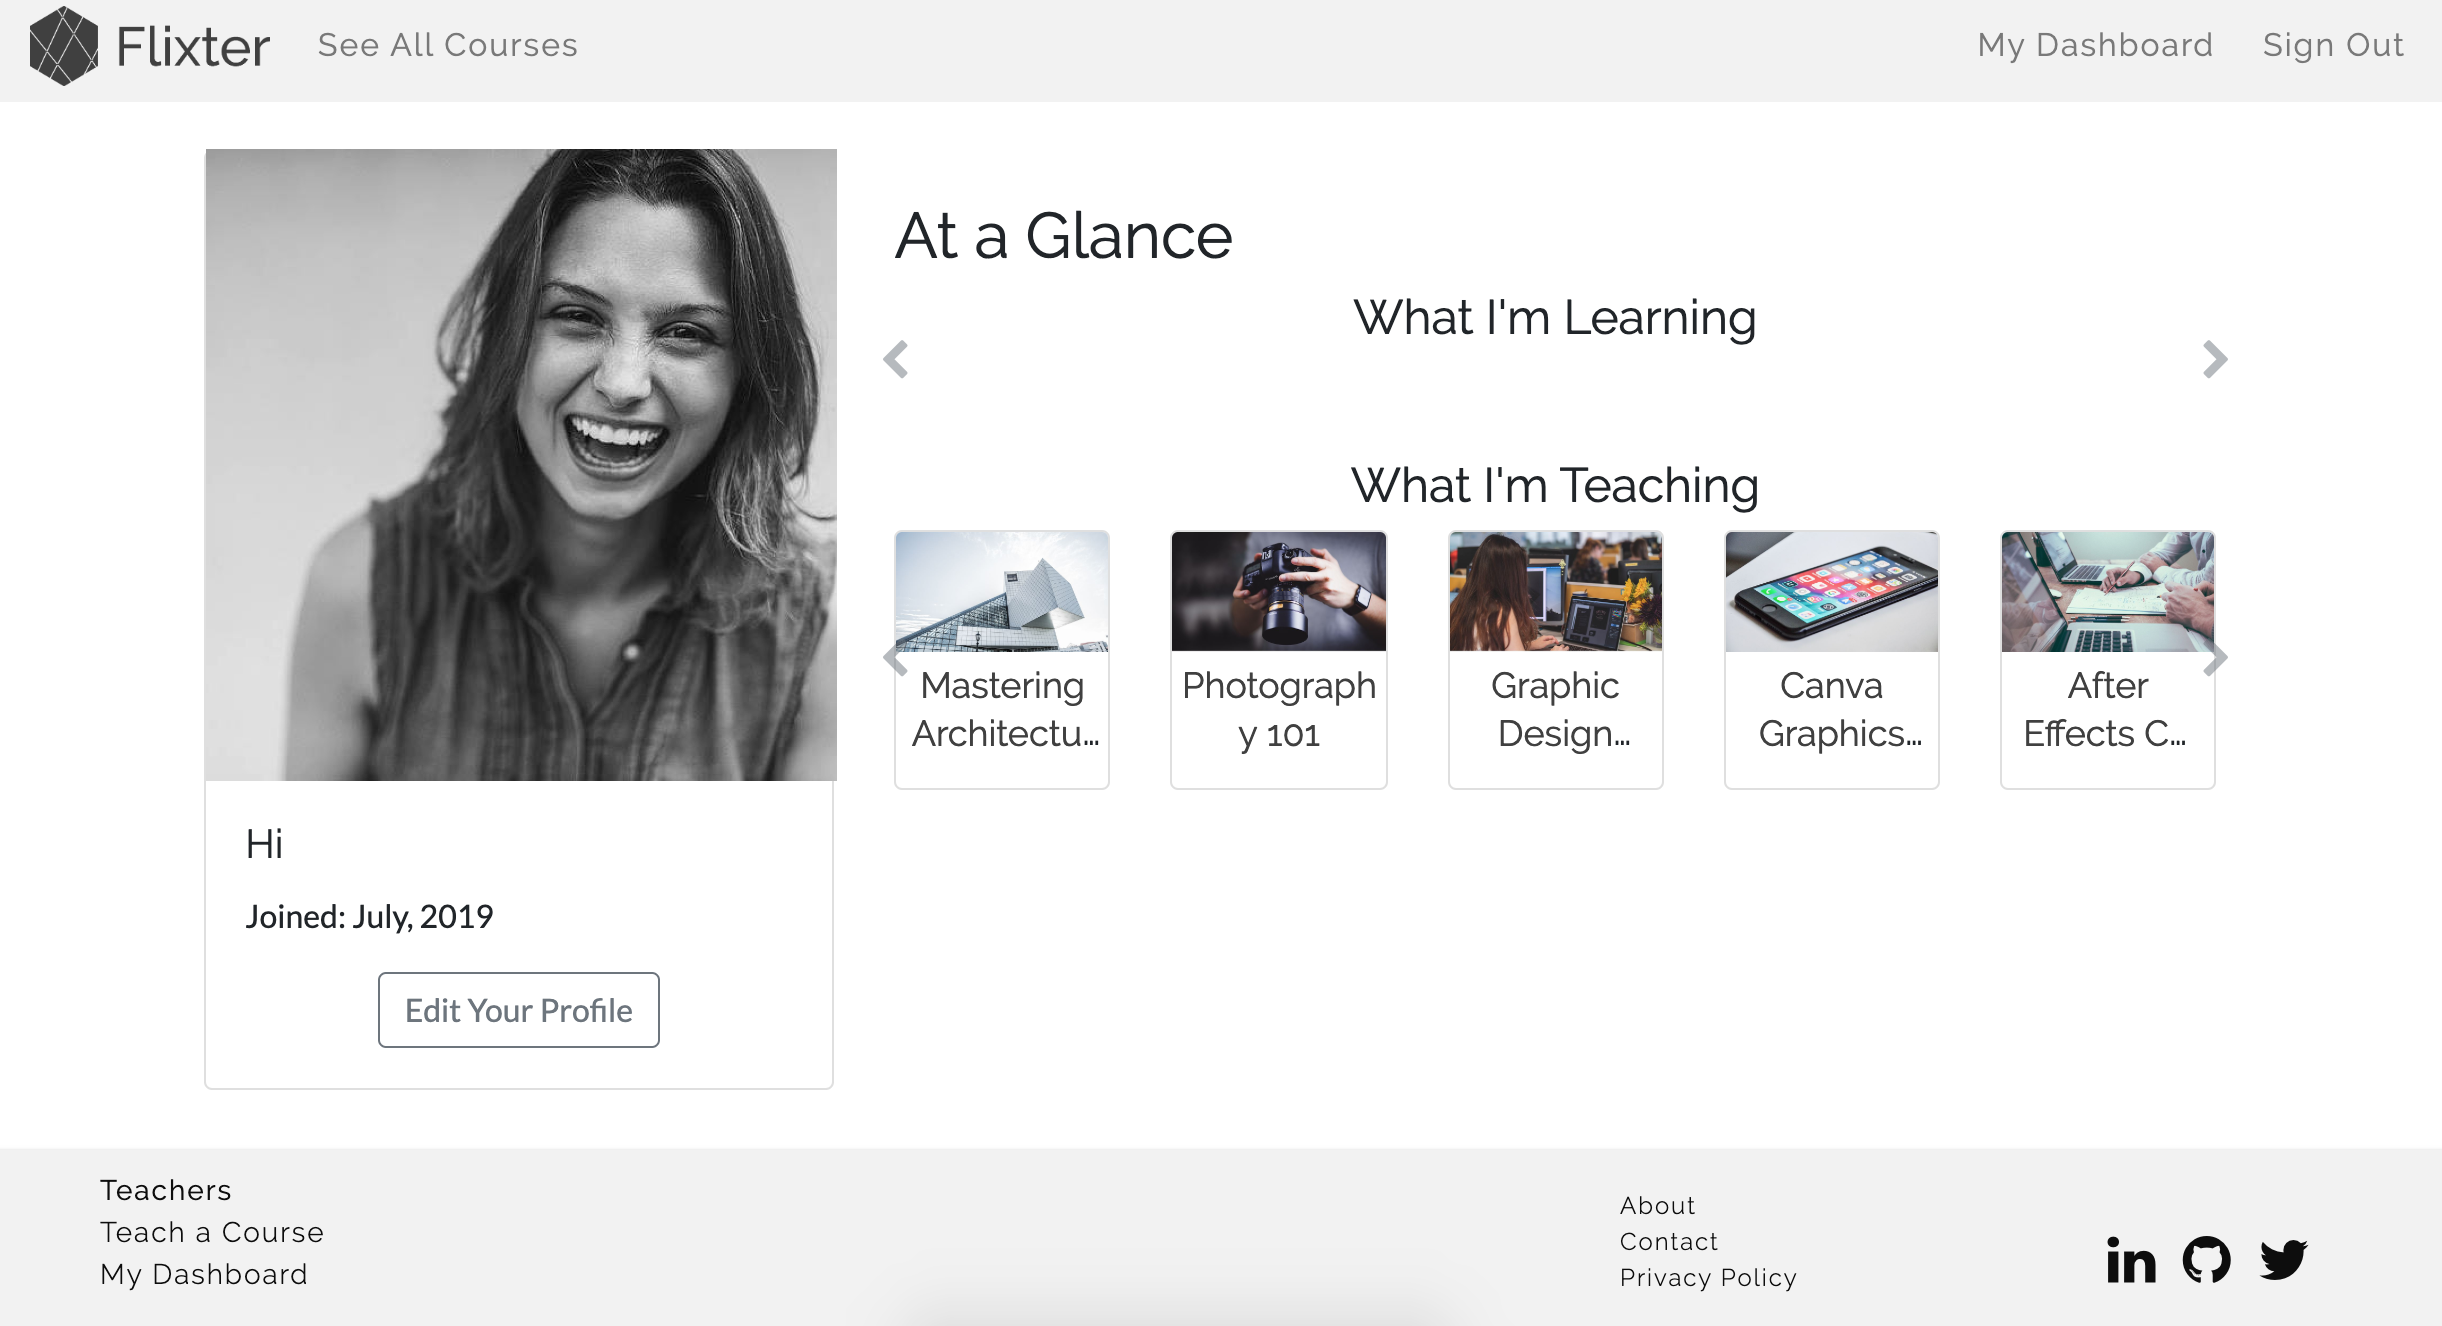 Flixter
See All Courses
My Dashboard
Sign Out
At a Glance
What I'm Learning
What I'm Teaching
Mastering
Architectu...
Photograph
y 101
Graphic
Design...
Canva
Graphics...
After
Effects C...
Hi
Joined: July, 2019
Edit Your Profile
Teachers
Teach a Course
My Dashboard
About
Contact
Privacy Policy
in